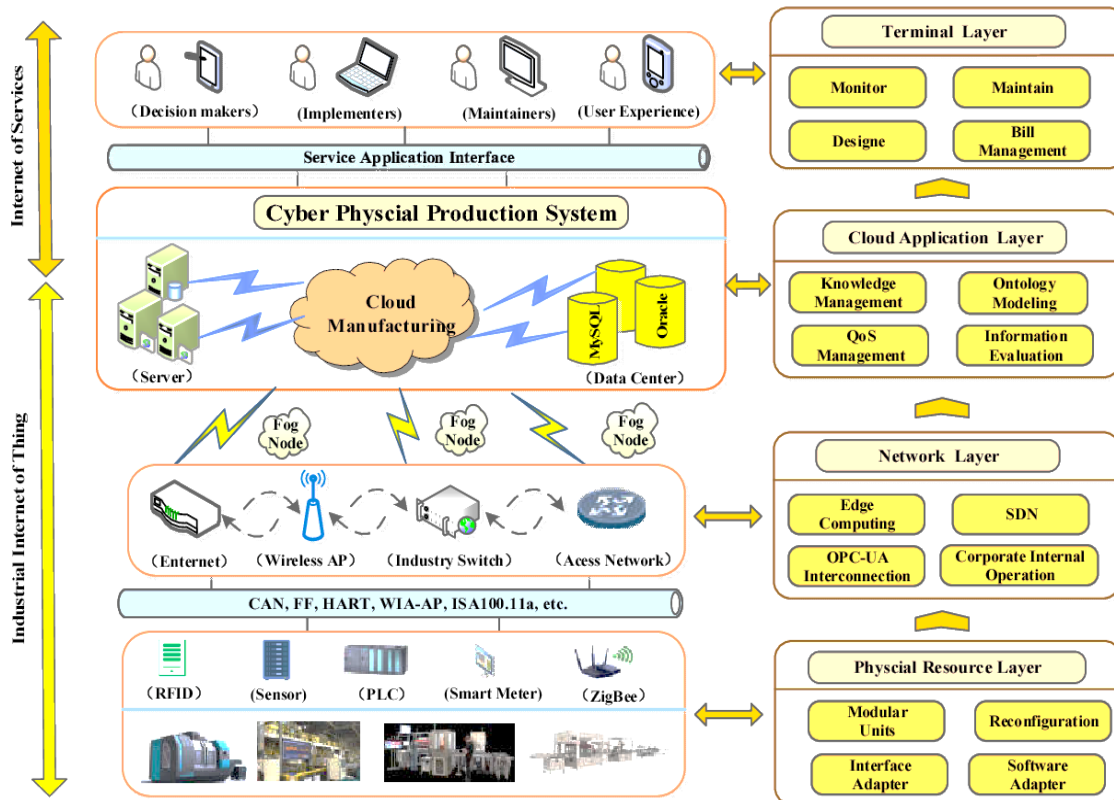 Internet of Services
Industrial Internet of Thing
(Decision makers)
(Implementers)
(Maintainers)
(User Experience)
Service Application Interface
Cyber Physcial Production System
Cloud
Manufacturing
MySQL
Oracle
(Server)
(Data Center)
Fog
Node
Fog
Node
Fog
Node
(Enternet)
(Wireless AP)
(Industry Switch)
(Acess Network)
CAN, FF, HART, WIA-AP, ISA100.11a, etc.
(RFID)
(Sensor)
(PLC)
(Smart Meter)
(ZigBee)
Terminal Layer
Monitor
Maintain
Designe
Bill
Management
Cloud Application Layer
Knowledge
Management
Ontology
Modeling
QoS
Management
Information
Evaluation
Network Layer
Edge
Computing
SDN
OPC-UA
Interconnection
Corporate Internal
Operation
Physcial Resource Layer
Modular
Units
Reconfiguration
Interface
Adapter
Software
Adapter